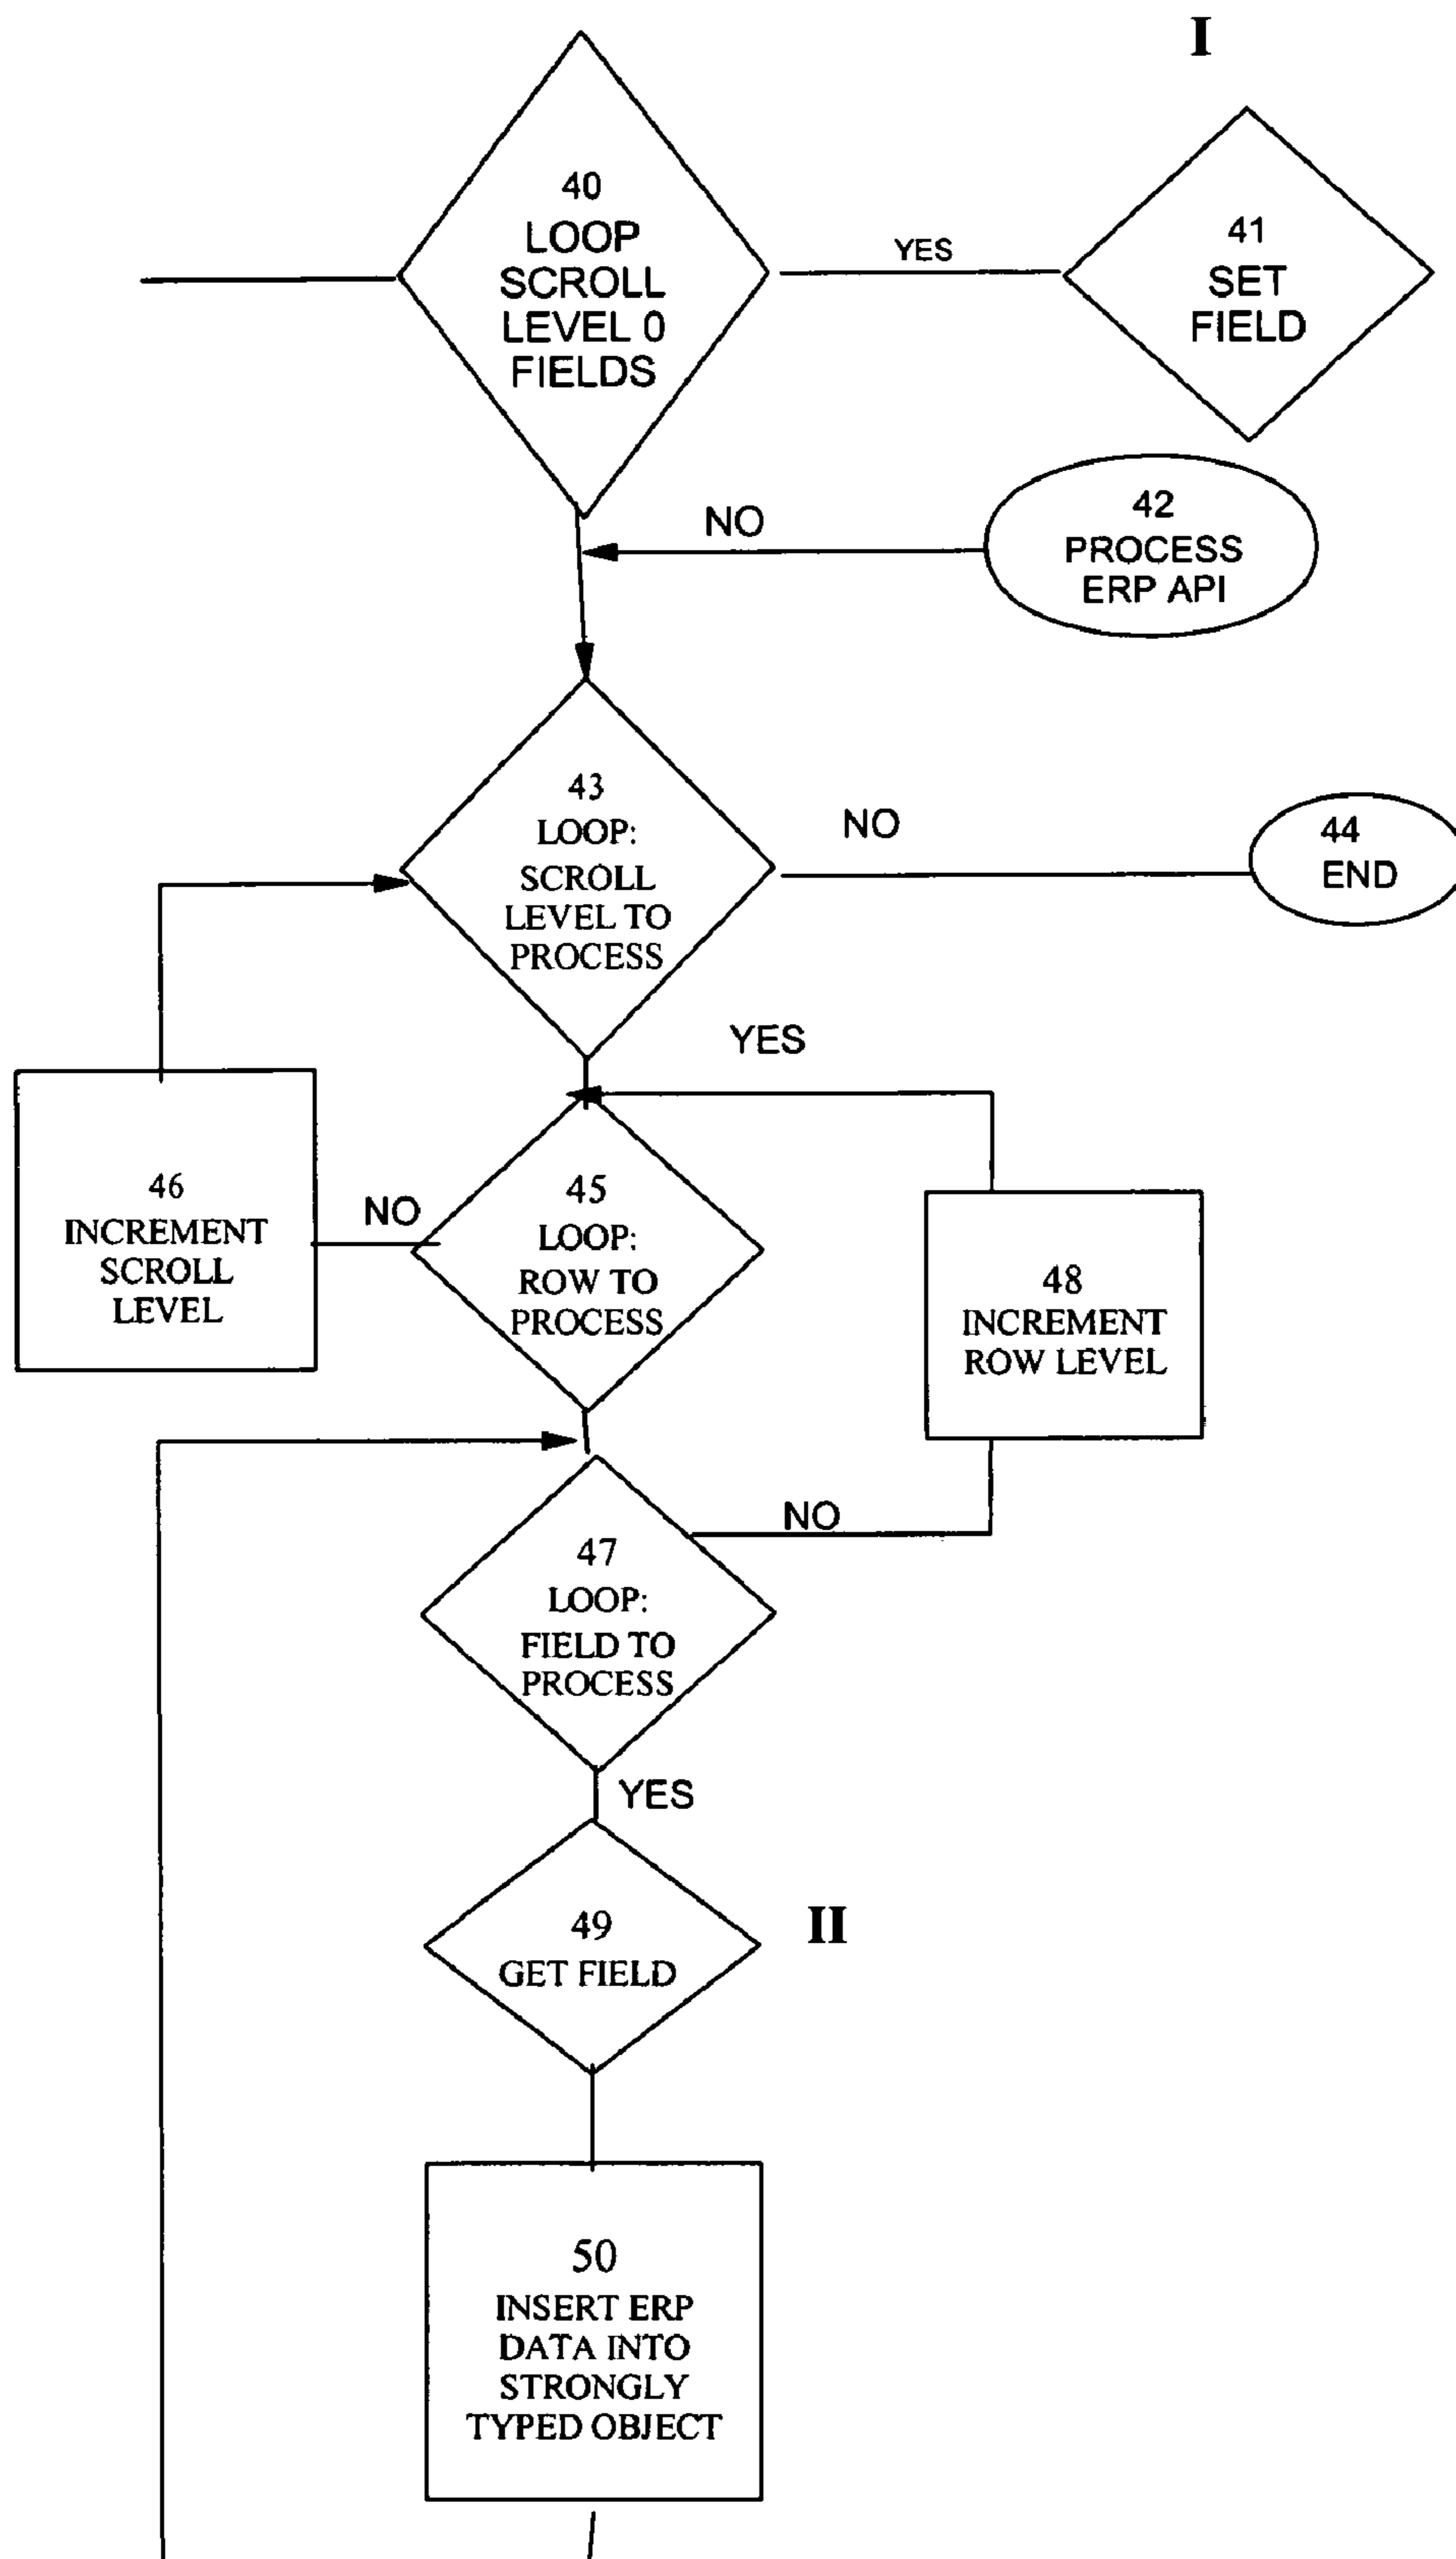 I
40
LOOP
SCROLL
LEVEL 0
FIELDS
YES
41
SET
FIELD
NO
42
PROCESS
ERP API
43
LOOP:
SCROLL
LEVEL TO
PROCESS
NO
44
END
YES
46
INCREMENT
SCROLL
LEVEL
NO
45
LOOP:
ROW TO
PROCESS
48
INCREMENT
ROW LEVEL
NO
47
LOOP:
FIELD TO
PROCESS
YES
49
GET FIELD
II
50
INSERT ERP
DATA INTO
STRONGLY
TYPED OBJECT